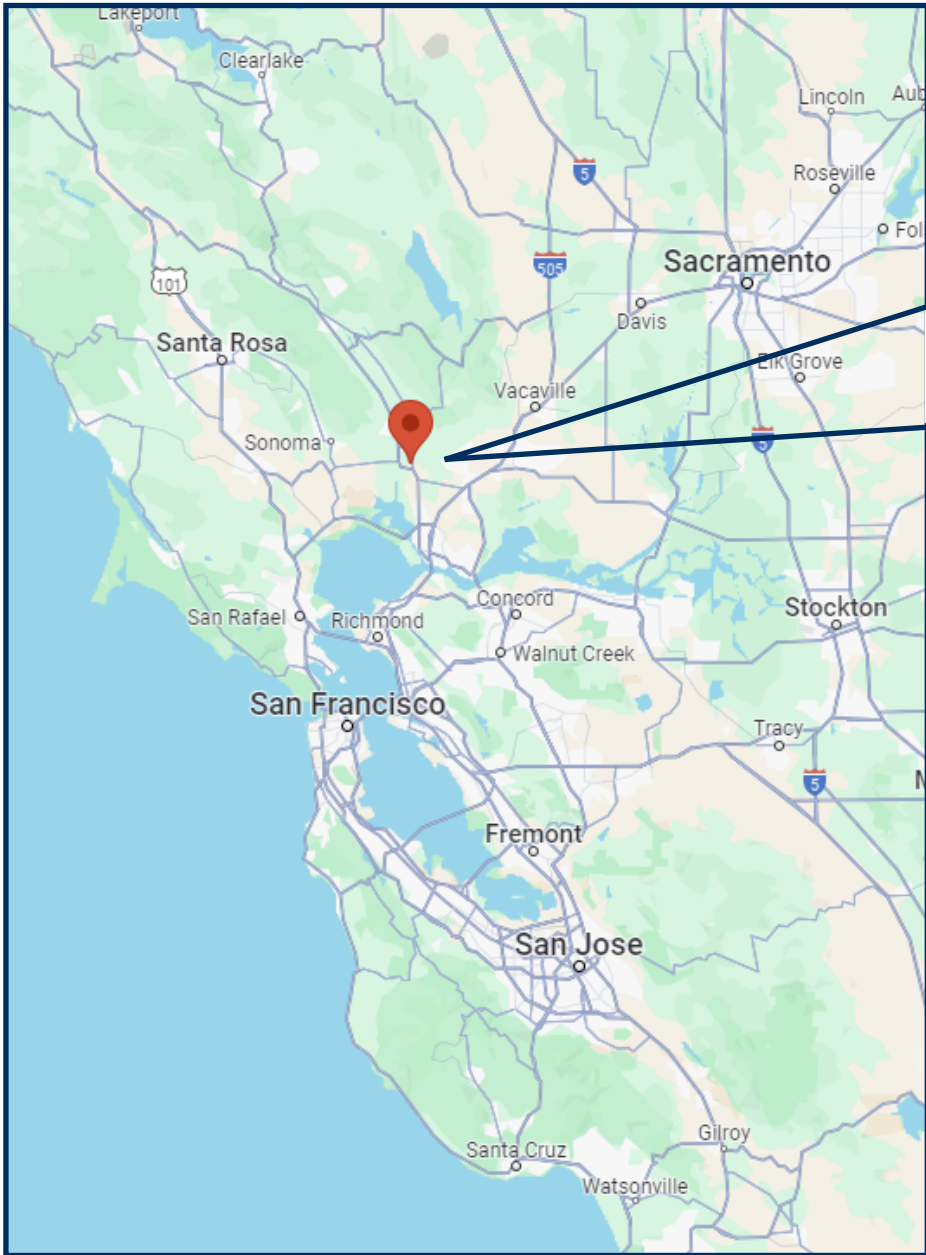 Lakeport
Clearlake
Lincoln
Aub
5
Roseville
Fol
505
Sacramento
101
Davis
Santa Rosa
Elk Grove
Vacaville
Sonoma
5
Concord
Stockton
San Rafael
Richmond
Walnut Creek
San Francisco
Tracy
5
M
Fremont
San Jose
Gilroy
Santa Cruz
Watsonville